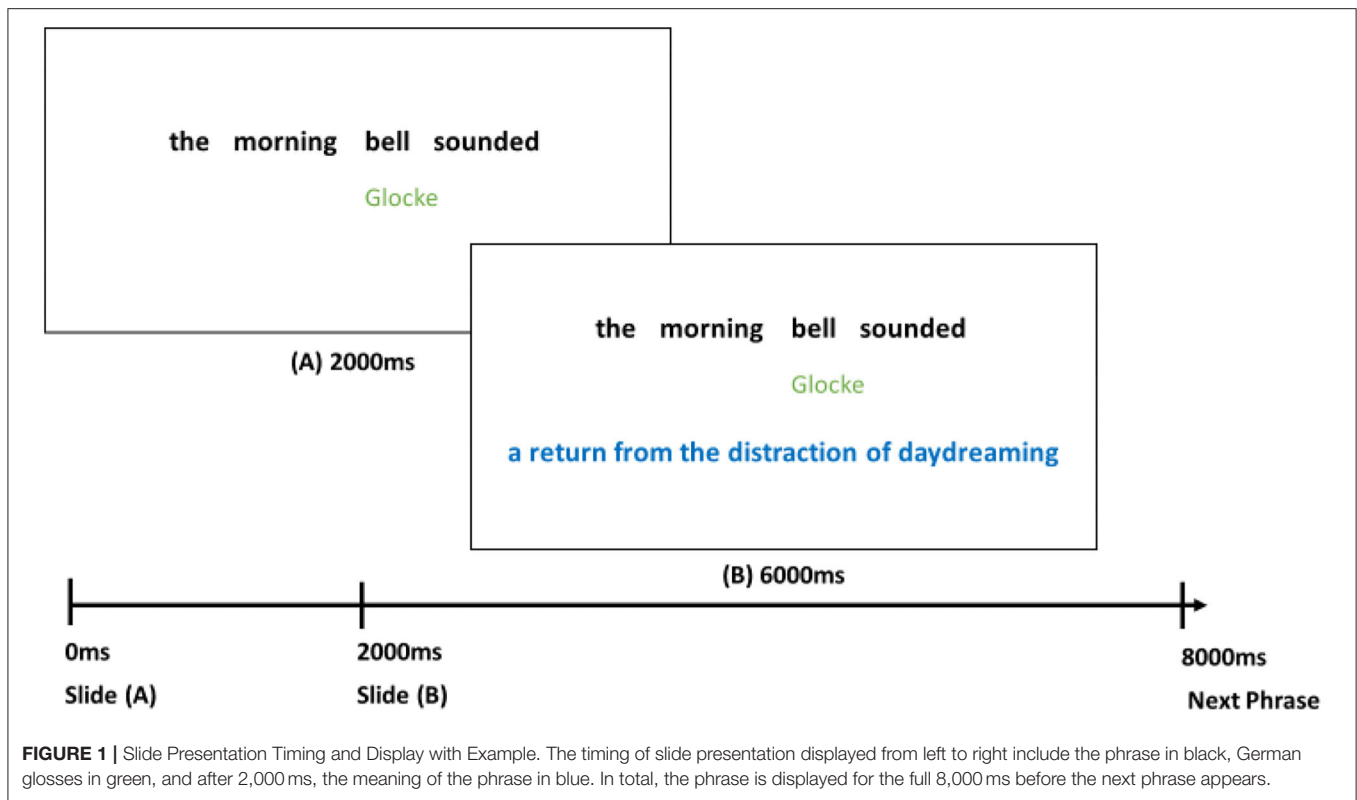 the morning bell sounded
Glocke
(A) 2000ms
the morning bell sounded
Glocke
a return from the distraction of daydreaming
(B) 6000ms
0ms
2000ms
8000ms
Slide (A)
Slide (B)
Next Phrase
FIGURE 1 | Slide Presentation Timing and Display with Example. The timing of slide presentation displayed from left to right include the phrase in black, German
glosses in green, and after 2,000 ms, the meaning of the phrase in blue. In total, the phrase is displayed for the full 8,000 ms before the next phrase appears.